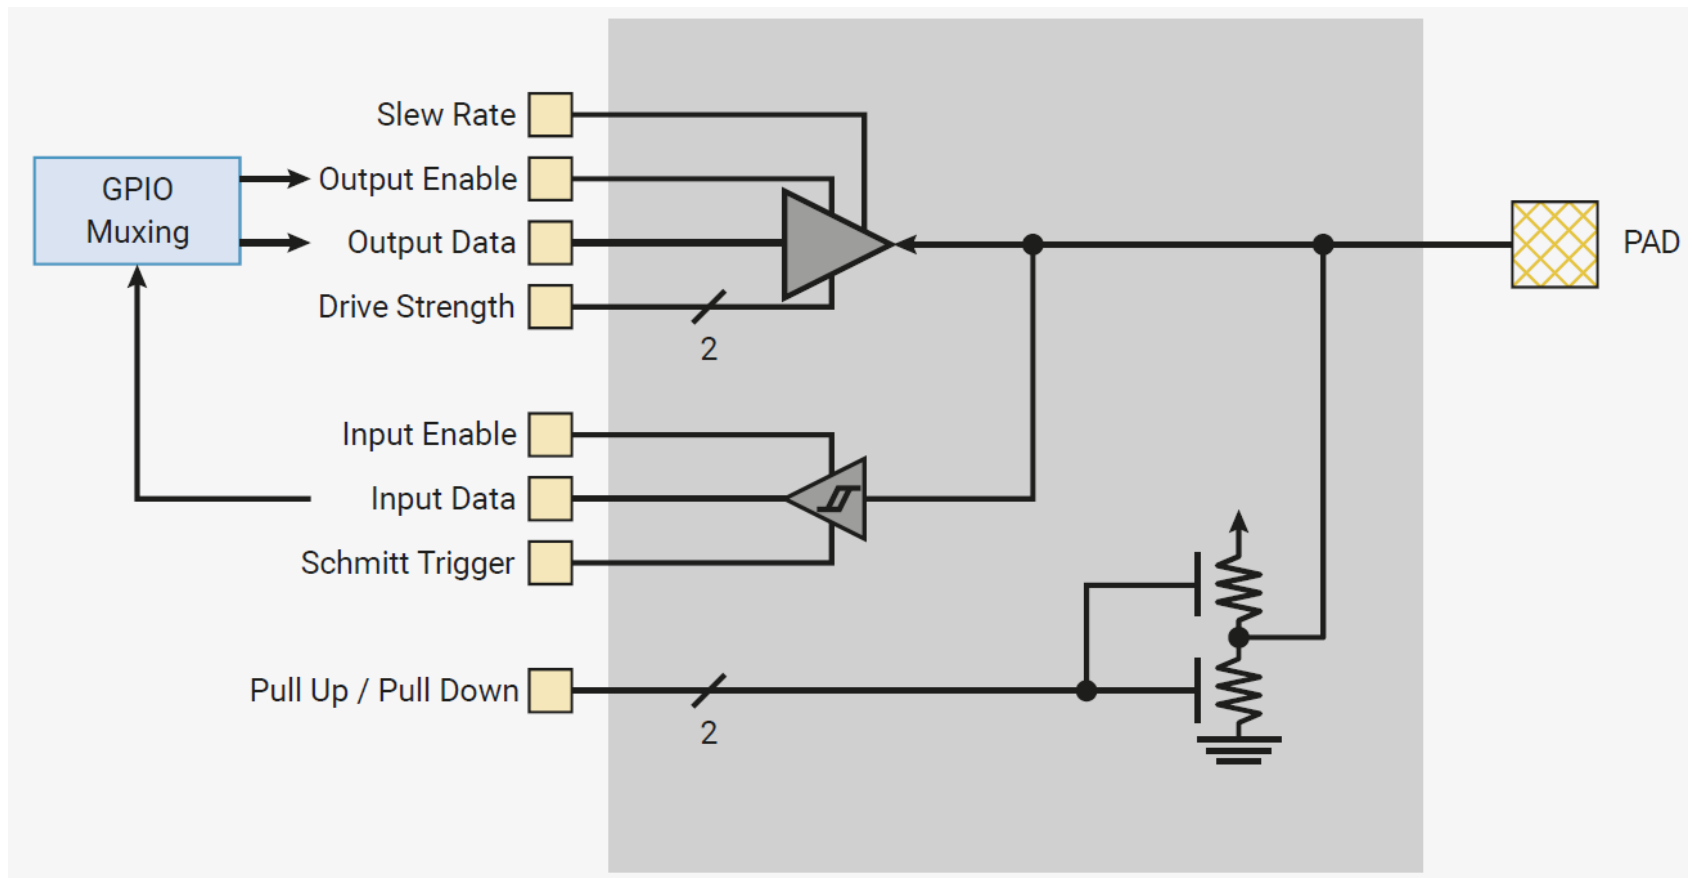 Slew Rate
GPIO
Muxing
Output Enable
Output Data
PAD
Drive Strength
2
Input Enable
Input Data
Schmitt Trigger
Pull Up / Pull Down
2